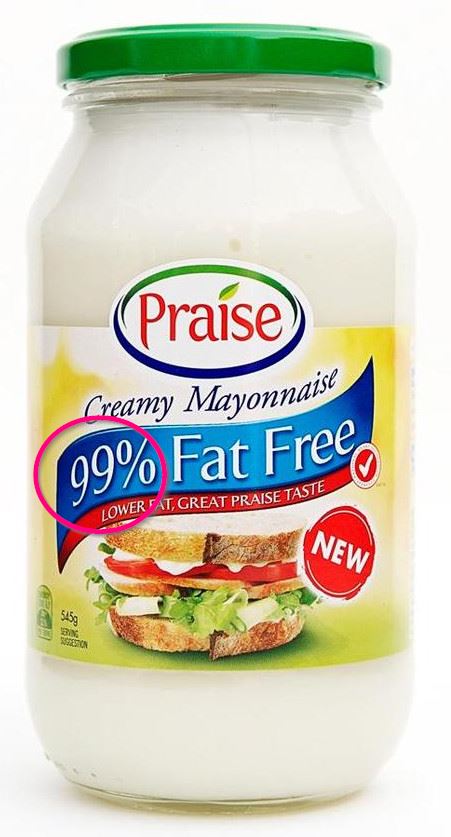 Praise
Creamy Mayonnaise
99% Fat Free
LOWER FAT, GREAT PRAISE TASTE
NEW
545g
SERVING
SUGGESTION